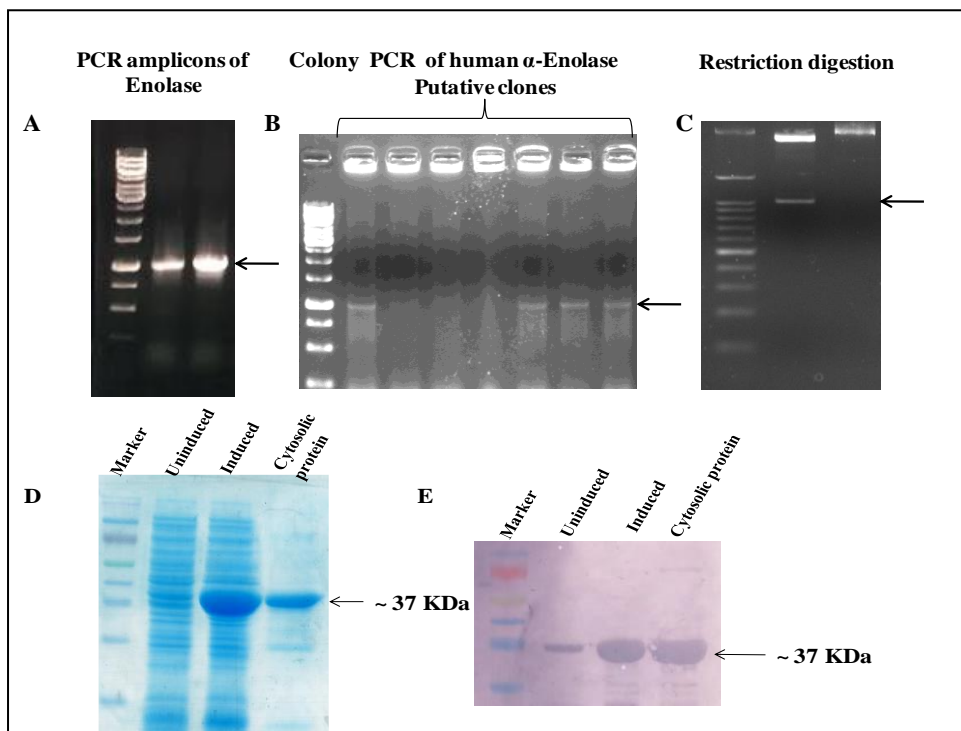 PCR amplicons of
Enolase
Colony PCR of human α-Enolase
Putative clones
Restriction digestion
A
B
C
Marker
Uninduced
Induced
Cytosolic
protein
D
~ 37 KDa
E
Marker
Uninduced
Induced
Cytosolic protein
~ 37 KDa